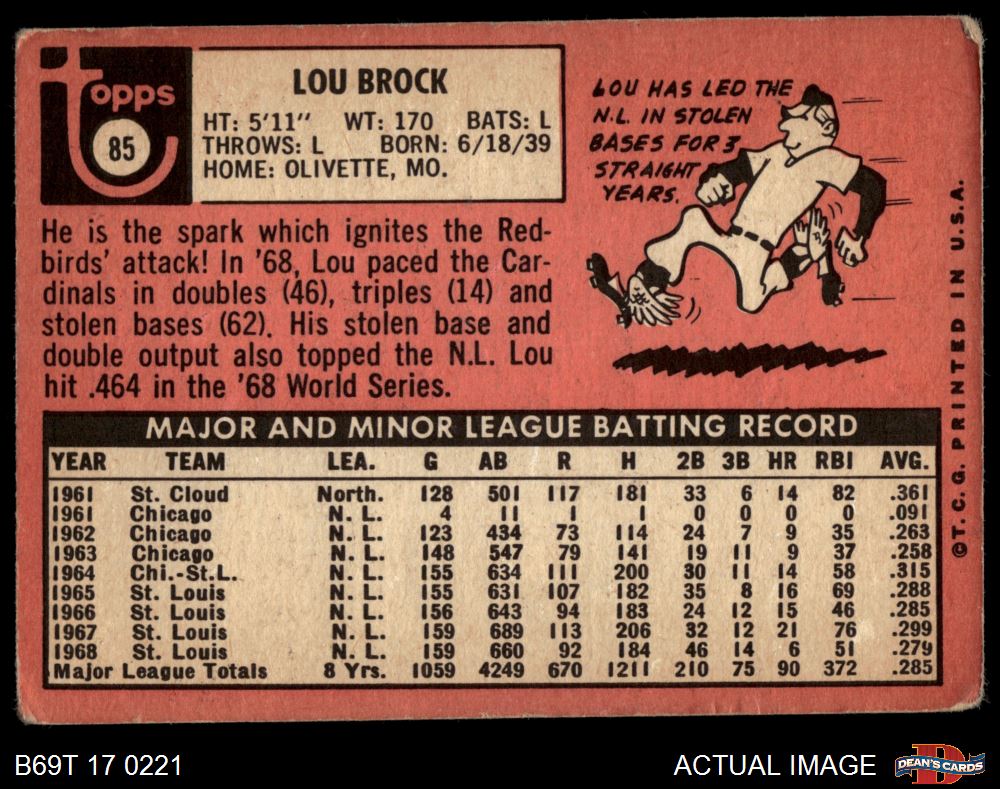 topps
85
LOU BROCK
HT: 5'11" WT: 170 BATS: L
THROWS: L BORN: 6/18/39
HOME: OLIVETTE, MO.
LOU HAS LED THE
N.L. IN STOLEN
BASES FOR 3
STRAIGHT
YEARS.
He is the spark which ignites the Red-
birds' attack! In '68, Lou paced the Car-
dinals in doubles (46), triples (14) and
stolen bases (62). His stolen base and
double output also topped the N.L. Lou
hit .464 in the '68 World Series.
MAJOR AND MINOR LEAGUE BATTING RECORD
YEAR TEAM LEA. G AB R H 2B 3B HR RBI AVG.
1961 St. Cloud North. 128 501 117 181 33 6 14 82 .361
1961 Chicago N. L. 4 11 1 1 0 0 0 0 .091
1962 Chicago N. L. 123 434 73 114 24 7 9 35 .263
1963 Chicago N. L. 148 547 79 141 19 11 9 37 .258
1964 Chi.-St.L. N. L. 155 634 111 200 30 11 14 58 .315
1965 St. Louis N. L. 155 631 107 182 35 8 16 69 .288
1966 St. Louis N. L. 156 643 94 183 24 12 15 46 .285
1967 St. Louis N. L. 159 689 113 206 32 12 21 76 .299
1968 St. Louis N. L. 159 660 92 184 46 14 6 51 .279
Major League Totals 8 Yrs. 1059 4249 670 1211 210 75 90 372 .285
©T. C. G. PRINTED IN U.S.A.
B69T 17 0221
ACTUAL IMAGE
D
DEAN'S CARDS